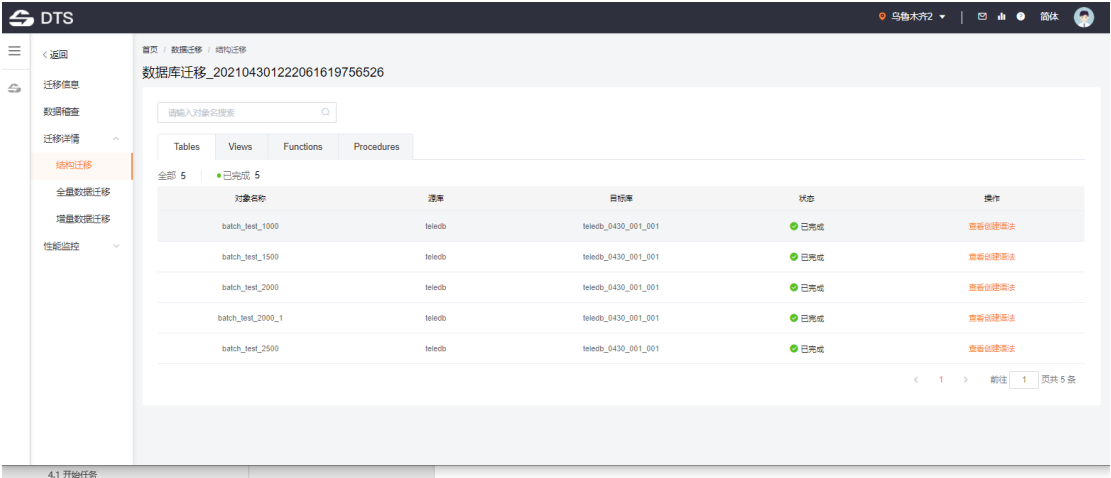 DTS
乌鲁木齐2
简体
返回
迁移信息
数据稽查
迁移详情
结构迁移
全量数据迁移
增量数据迁移
性能监控
首页 / 数据迁移 / 结构迁移
数据库迁移_202104301222061619756526
请输入对象名搜索
Tables Views Functions Procedures
全部 5 已完成 5
对象名称 源库 目标库 状态 操作
batch_test_1000 teledb teledb_0430_001_001 已完成 查看创建语法
batch_test_1500 teledb teledb_0430_001_001 已完成 查看创建语法
batch_test_2000 teledb teledb_0430_001_001 已完成 查看创建语法
batch_test_2000_1 teledb teledb_0430_001_001 已完成 查看创建语法
batch_test_2500 teledb teledb_0430_001_001 已完成 查看创建语法
1 前往 1 页共 5 条
4.1 开始任务